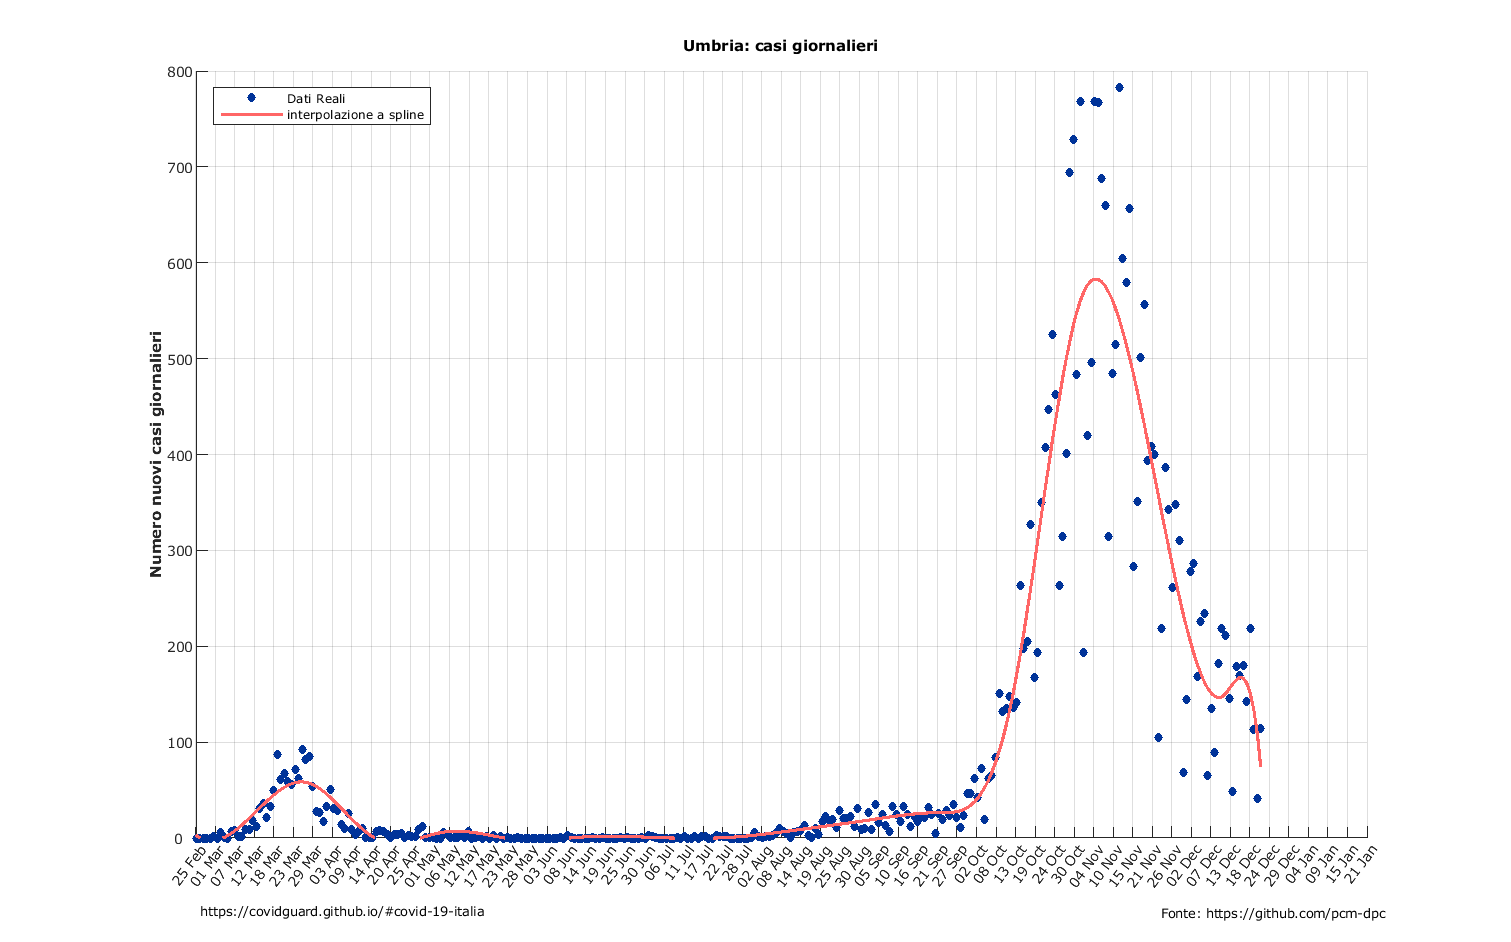 Umbria: casi giornalieri
800
700
600
500
400
300
200
100
0
Numero nuovi casi giornalieri
Dati Reali
interpolazione a spline
25 Feb
01 Mar
07 Mar
12 Mar
18 Mar
23 Mar
29 Mar
03 Apr
09 Apr
14 Apr
20 Apr
25 Apr
01 May
06 May
12 May
17 May
23 May
28 May
03 Jun
08 Jun
14 Jun
19 Jun
25 Jun
30 Jun
06 Jul
11 Jul
17 Jul
22 Jul
28 Jul
02 Aug
08 Aug
14 Aug
19 Aug
25 Aug
30 Aug
05 Sep
10 Sep
16 Sep
21 Sep
27 Sep
02 Oct
08 Oct
13 Oct
19 Oct
24 Oct
30 Oct
04 Nov
10 Nov
15 Nov
21 Nov
26 Nov
02 Dec
07 Dec
13 Dec
18 Dec
24 Dec
29 Dec
04 Jan
09 Jan
15 Jan
21 Jan
https://covidguard.github.io/#covid-19-italia
Fonte: https://github.com/pcm-dpc